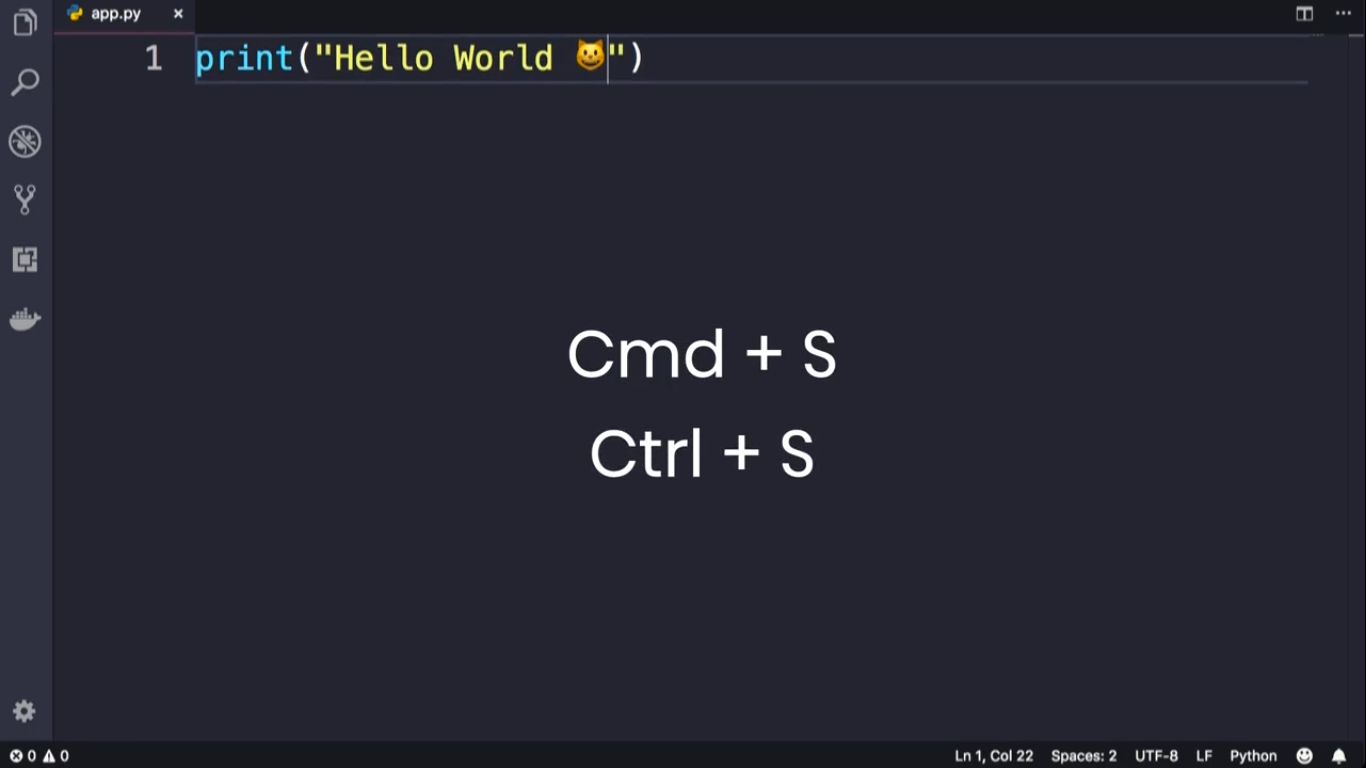 app.py
1 print("Hello World 😺")
Cmd + S
Ctrl + S
0 0 Ln 1, Col 22 Spaces: 2 UTF-8 LF Python